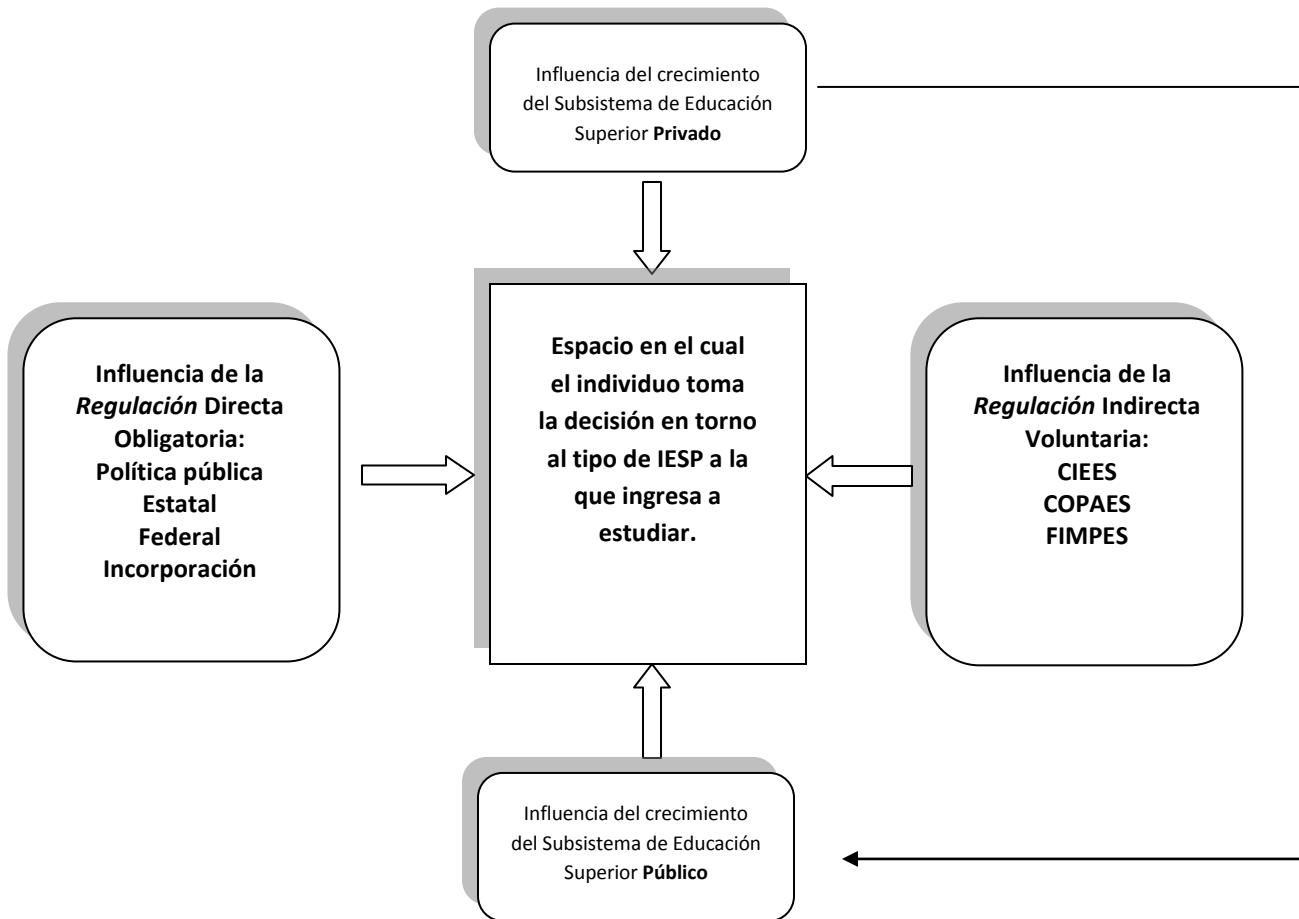 Influencia del crecimiento
del Subsistema de Educación
Superior Privado
Influencia de la
Regulación Directa
Obligatoria:
Política pública
Estatal
Federal
Incorporación
Espacio en el cual
el individuo toma
la decisión en torno
al tipo de IESP a la
que ingresa a
estudiar.
Influencia de la
Regulación Indirecta
Voluntaria:
CIEES
COPAES
FIMPES
Influencia del crecimiento
del Subsistema de Educación
Superior Público